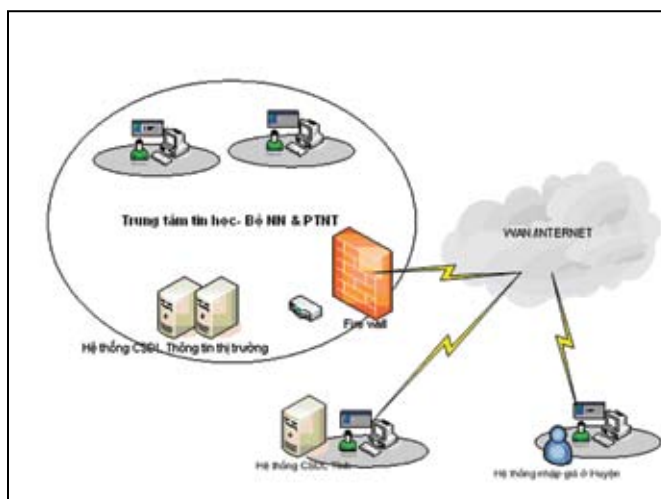 Trung tâm tin học- Bộ NN & PTNT
WAN/INTERNET
Fire wall
Hệ thống CSDL Thông tin thị trường
Hệ thống CSDL Tỉnh
Hệ thống nhập giá ở Huyện